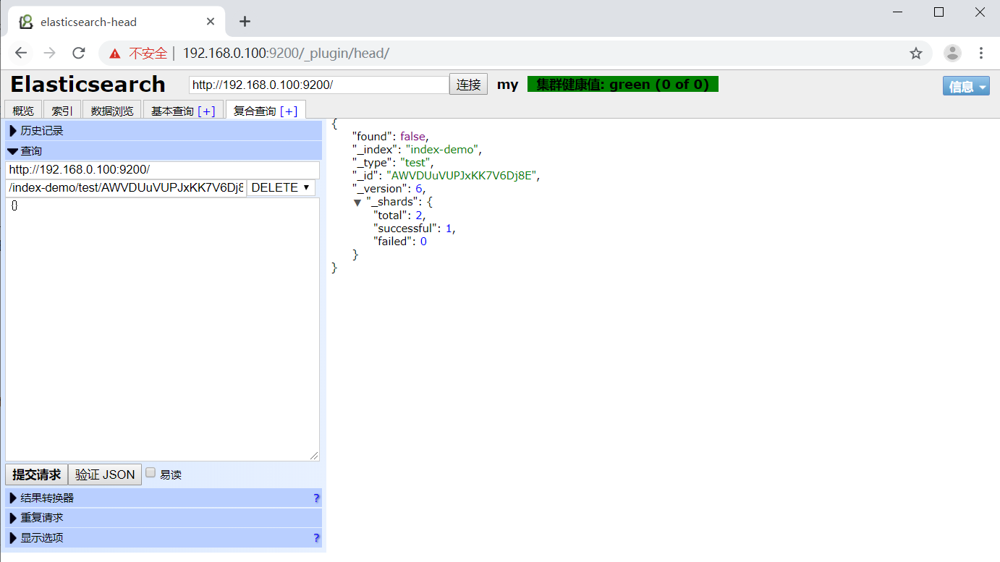 elasticsearch-head
不安全 | 192.168.0.100:9200/_plugin/head/
Elasticsearch http://192.168.0.100:9200/ 连接 my 集群健康值: green (0 of 0) 信息
概览 索引 数据浏览 基本查询 [+] 复合查询 [+]
历史记录
查询
http://192.168.0.100:9200/
/index-demo/test/AWVDUuVUPJxKK7V6Dj8 DELETE
{}
提交请求 验证 JSON 易读
结果转换器 ?
重复请求
显示选项 ?
{
"found": false,
"_index": "index-demo",
"_type": "test",
"_id": "AWVDUuVUPJxKK7V6Dj8E",
"_version": 6,
"_shards": {
"total": 2,
"successful": 1,
"failed": 0
}
}